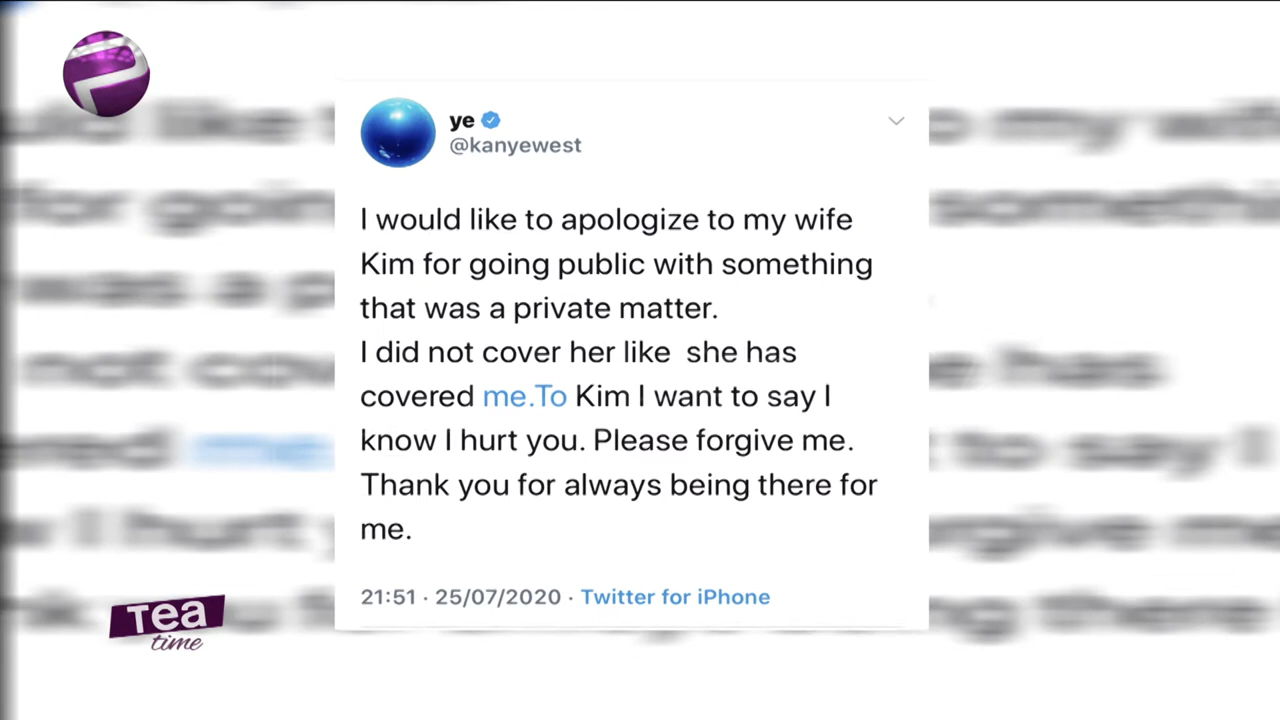 ye
@kanyewest
I would like to apologize to my wife
Kim for going public with something
that was a private matter.
I did not cover her like  she has
covered me.To Kim I want to say I
know I hurt you. Please forgive me.
Thank you for always being there for
me.
21:51 · 25/07/2020 · Twitter for iPhone
Tea
time